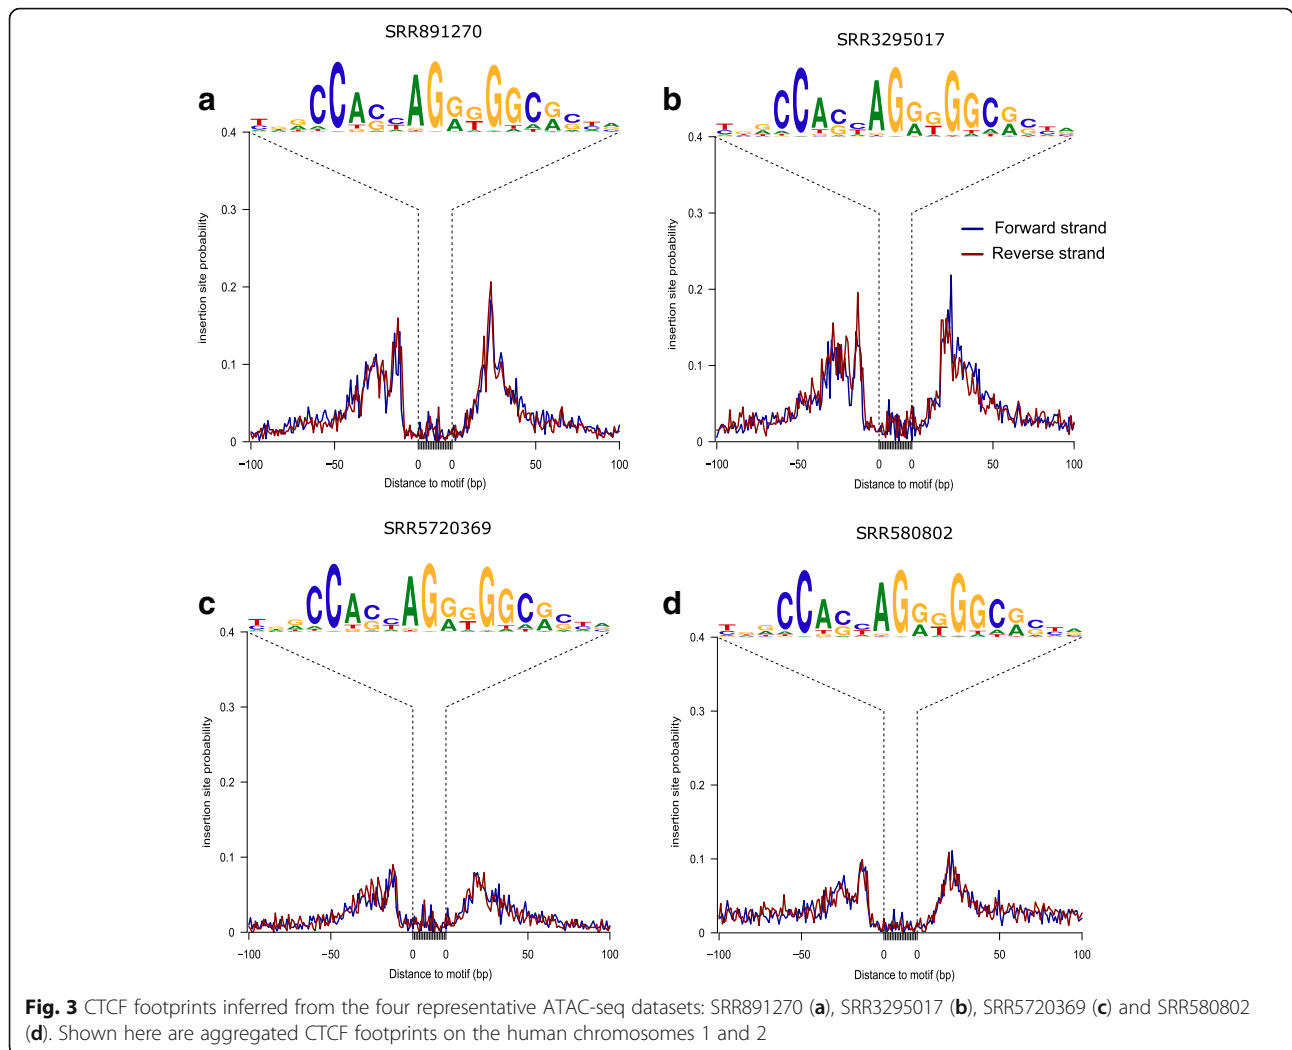 SRR891270
SRR3295017
a
b
0.4
0.3
0.2
0.1
0
insertion site probability
−100
−50
0
0
50
100
Distance to motif (bp)
0.4
0.3
0.2
0.1
0
insertion site probability
Forward strand
Reverse strand
−100
−50
0
0
50
100
Distance to motif (bp)
SRR5720369
SRR580802
c
d
0.4
0.3
0.2
0.1
0
insertion site probability
−100
−50
0
0
50
100
Distance to motif (bp)
0.4
0.3
0.2
0.1
0
insertion site probability
−100
−50
0
0
50
100
Distance to motif (bp)
Fig. 3 CTCF footprints inferred from the four representative ATAC-seq datasets: SRR891270 (a), SRR3295017 (b), SRR5720369 (c) and SRR580802
(d). Shown here are aggregated CTCF footprints on the human chromosomes 1 and 2